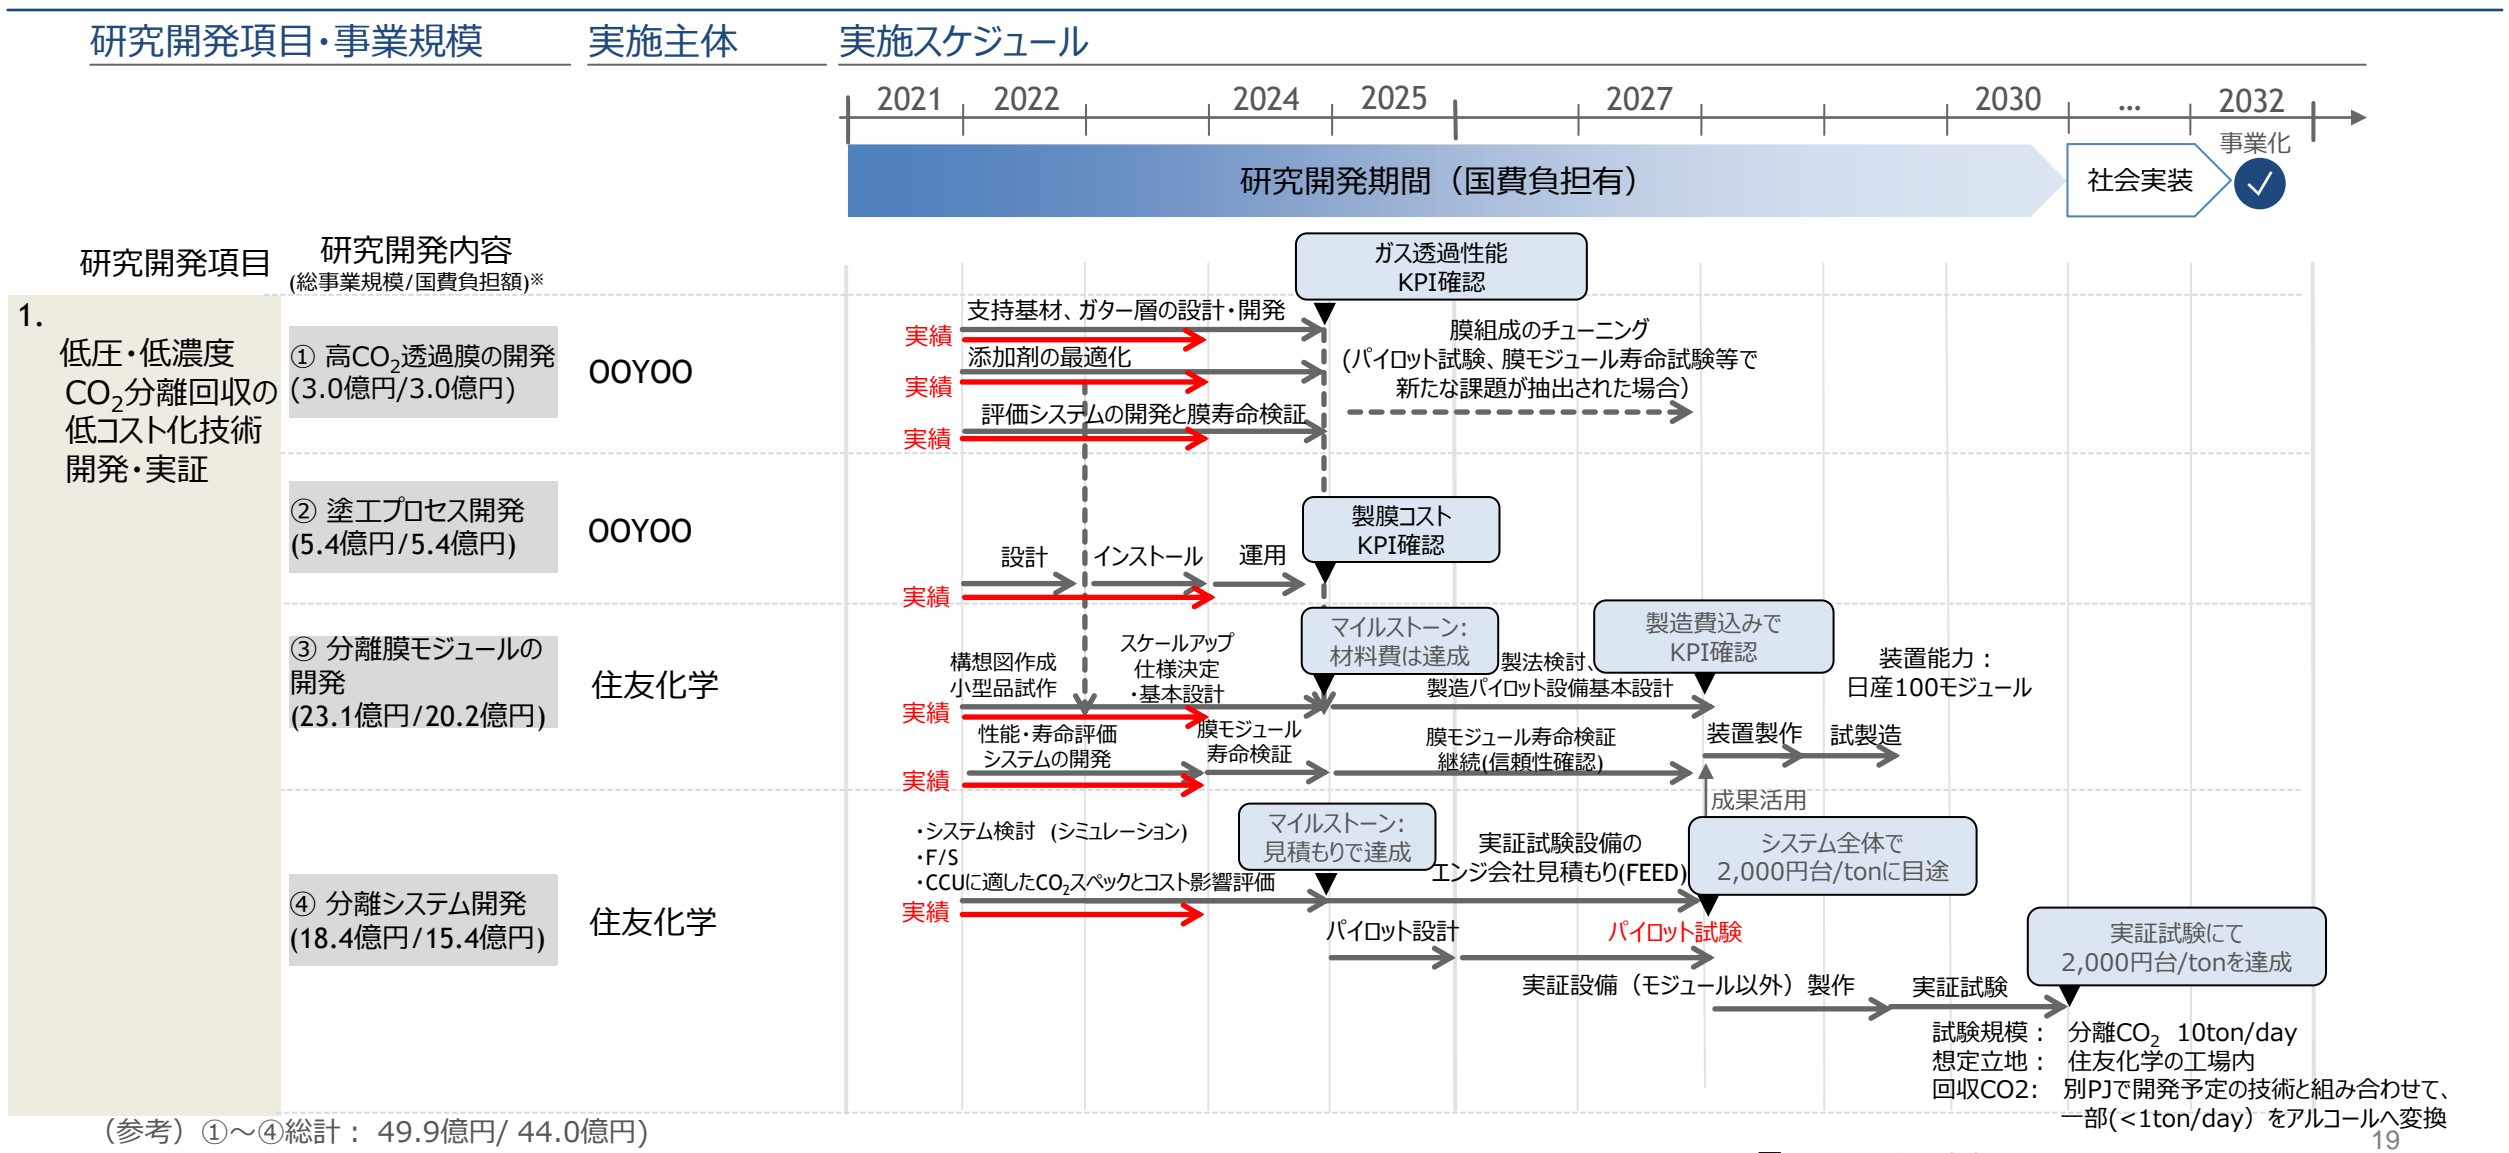 研究開発項目・事業規模
実施主体
実施スケジュール
2021
2022
2024
2025
2027
2030
...
2032
事業化
研究開発期間（国費負担有）
社会実装
研究開発項目
研究開発内容
(総事業規模/国費負担額)※
1.
低圧・低濃度
CO2分離回収の
低コスト化技術
開発・実証
① 高CO2透過膜の開発
(3.0億円/3.0億円)
OOYOO
ガス透過性能
KPI確認
支持基材、ガター層の設計・開発
実績
添加剤の最適化
実績
評価システムの開発と膜寿命検証
実績
膜組成のチューニング
(パイロット試験、膜モジュール寿命試験等で
新たな課題が抽出された場合）
② 塗工プロセス開発
(5.4億円/5.4億円)
OOYOO
製膜コスト
KPI確認
設計
インストール
運用
実績
③ 分離膜モジュールの
開発
(23.1億円/20.2億円)
住友化学
構想図作成
小型品試作
スケールアップ
仕様決定
・基本設計
マイルストーン:
材料費は達成
製法検討、
製造パイロット設備基本設計
製造費込みで
KPI確認
装置能力：
日産100モジュール
実績
性能・寿命評価
システムの開発
膜モジュール
寿命検証
膜モジュール寿命検証
継続(信頼性確認)
装置製作
試製造
実績
成果活用
④ 分離システム開発
(18.4億円/15.4億円)
住友化学
・システム検討 (シミュレーション)
・F/S
・CCUに適したCO2スペックとコスト影響評価
マイルストーン:
見積もりで達成
実証試験設備の
エンジ会社見積もり(FEED)
システム全体で
2,000円台/tonに目途
実績
パイロット設計
パイロット試験
実証試験にて
2,000円台/tonを達成
実証設備（モジュール以外）製作
実証試験
試験規模： 分離CO2 10ton/day
想定立地： 住友化学の工場内
回収CO2: 別PJで開発予定の技術と組み合わせて、
一部(<1ton/day）をアルコールへ変換
（参考）①～④総計： 49.9億円/ 44.0億円)
19